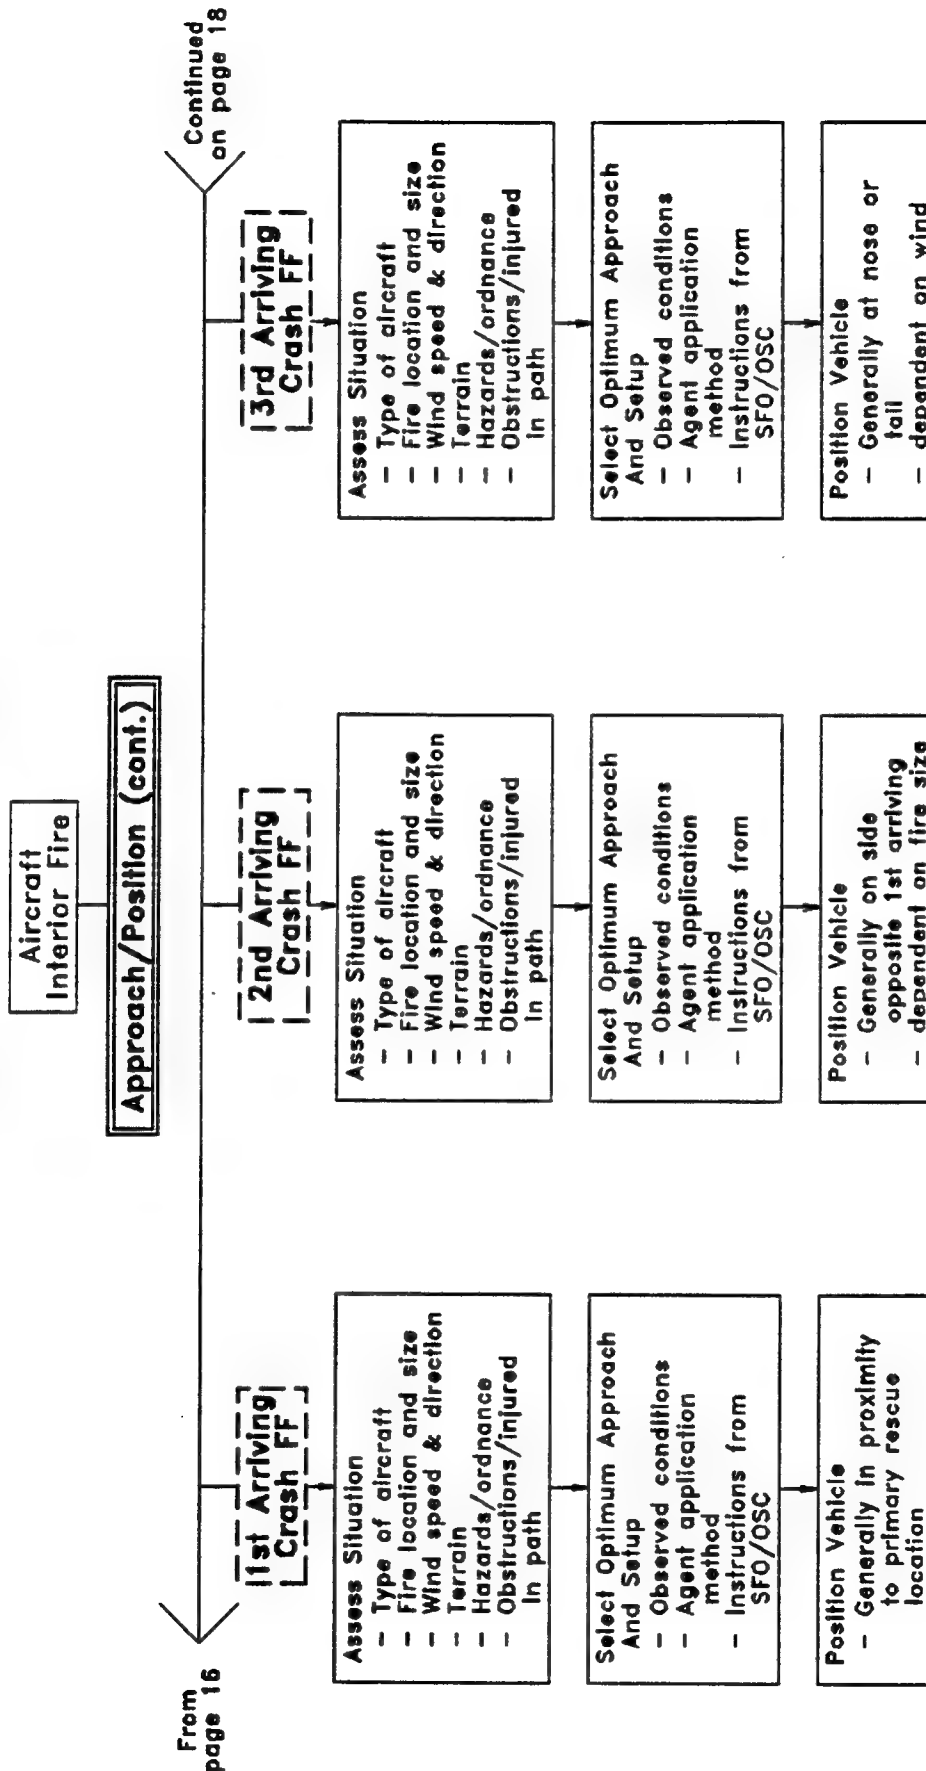 Aircraft
Interior Fire
Approach/Position (cont.)
From
page 16
Continued
on page 18
1st Arriving
Crash FF
Assess Situation
- Type of aircraft
- Fire location and size
- Wind speed & direction
- Terrain
- Hazards/ordnance
- Obstructions/injured
in path
Select Optimum Approach
And Setup
- Observed conditions
- Agent application
method
- Instructions from
SFO/OSC
Position Vehicle
- Generally in proximity
to primary rescue
location
2nd Arriving
Crash FF
Assess Situation
- Type of aircraft
- Fire location and size
- Wind speed & direction
- Terrain
- Hazards/ordnance
- Obstructions/injured
in path
Select Optimum Approach
And Setup
- Observed conditions
- Agent application
method
- Instructions from
SFO/OSC
Position Vehicle
- Generally on side
opposite 1st arriving
- dependent on fire size
3rd Arriving
Crash FF
Assess Situation
- Type of aircraft
- Fire location and size
- Wind speed & direction
- Terrain
- Hazards/ordnance
- Obstructions/injured
in path
Select Optimum Approach
And Setup
- Observed conditions
- Agent application
method
- Instructions from
SFO/OSC
Position Vehicle
- Generally at nose or
tail
- dependent on wind